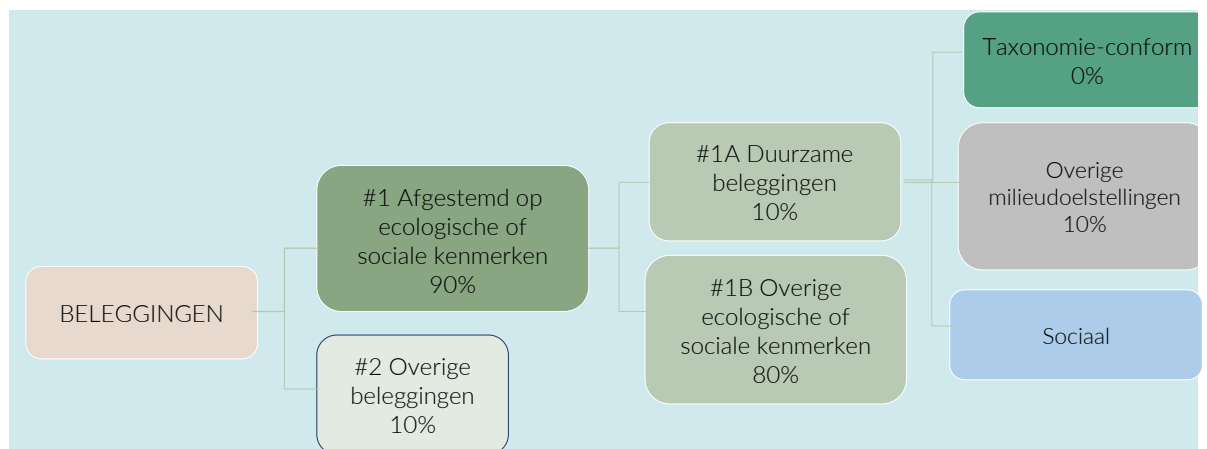 BELEGGINGEN
#1 Afgestemd op
ecologische of
sociale kenmerken
90%
#2 Overige
beleggingen
10%
#1A Duurzame
beleggingen
10%
#1B Overige
ecologische of
sociale kenmerken
80%
Taxonomie-conform
0%
Overige
milieudoelstellingen
10%
Sociaal